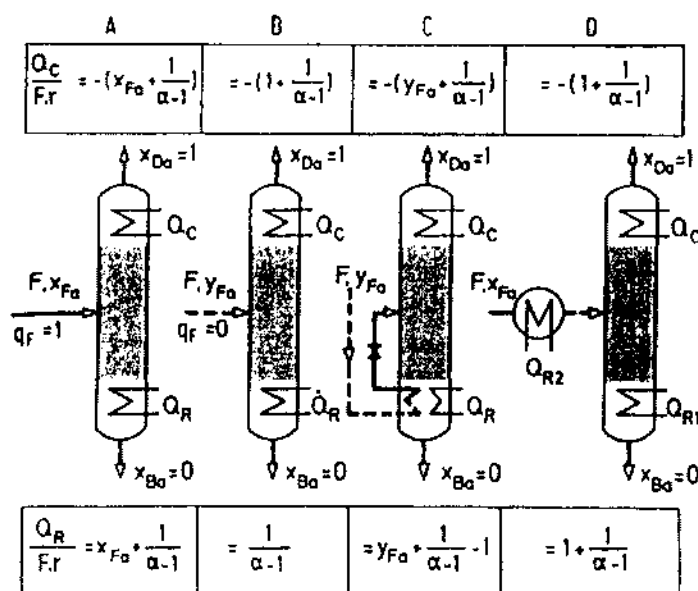 A B C D
Q_C/F.r = -(x_Fa + 1/(α-1)) = -(1 + 1/(α-1)) = -(y_Fa + 1/(α-1)) = -(1 + 1/(α-1))
x_Da=1 x_Da=1 x_Da=1 x_Da=1
Q_C Q_C Q_C Q_C
F, x_Fa F, y_Fa F, y_Fa F, x_Fa
q_F=1 q_F=0
Q_R2
Q_R Q_R Q_R Q_R1
x_Ba=0 x_Ba=0 x_Ba=0 x_Ba=0
Q_R/F.r = x_Fa + 1/(α-1) = 1/(α-1) = y_Fa + 1/(α-1) -1 = 1 + 1/(α-1)